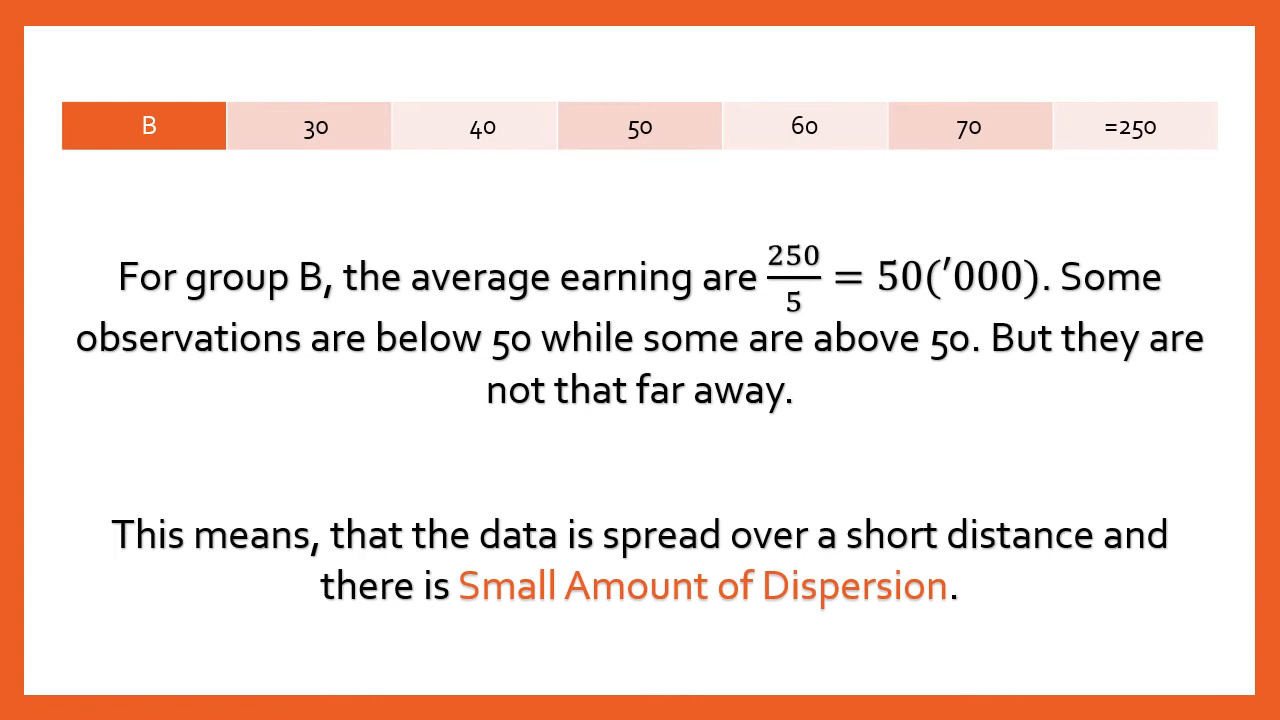 B 30 40 50 60 70 =250
For group B, the average earning are 250/5 = 50(′000). Some
observations are below 50 while some are above 50. But they are
not that far away.
This means, that the data is spread over a short distance and
there is Small Amount of Dispersion.